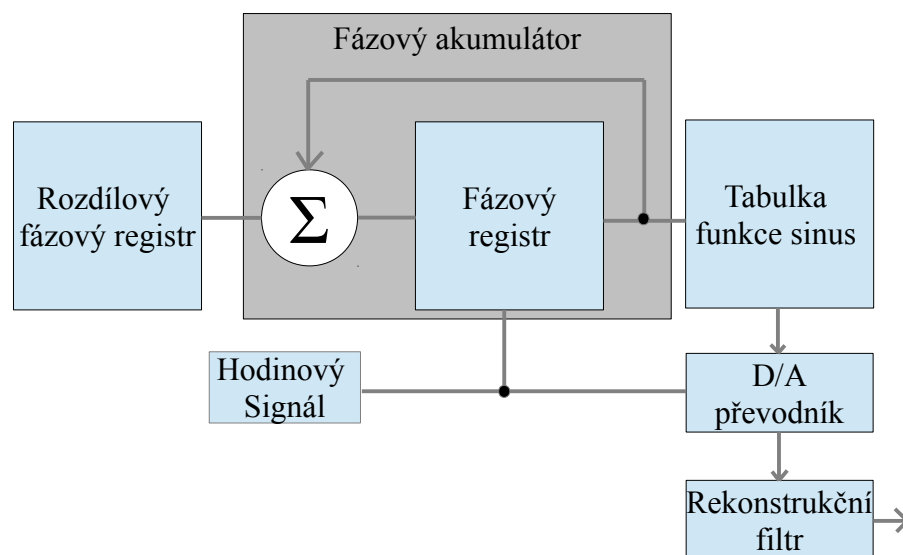 Fázový akumulátor
Rozdílový
fázový registr
Σ
Fázový
registr
Tabulka
funkce sinus
Hodinový
Signál
D/A
převodník
Rekonstrukční
filtr